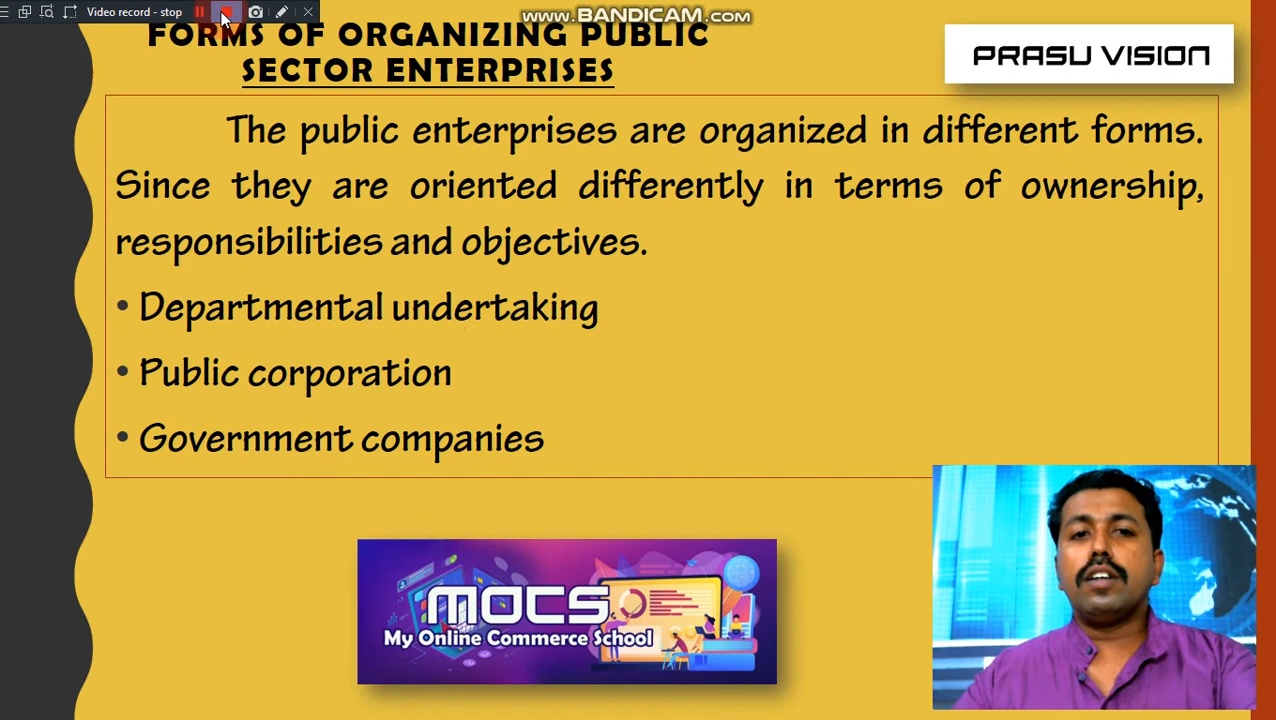 Video record - stop
WWW.BANDICAM.COM
FORMS OF ORGANIZING PUBLIC
SECTOR ENTERPRISES
PRASU VISION
The public enterprises are organized in different forms.
Since they are oriented differently in terms of ownership,
responsibilities and objectives.
• Departmental undertaking
• Public corporation
• Government companies
MOCS
My Online Commerce School